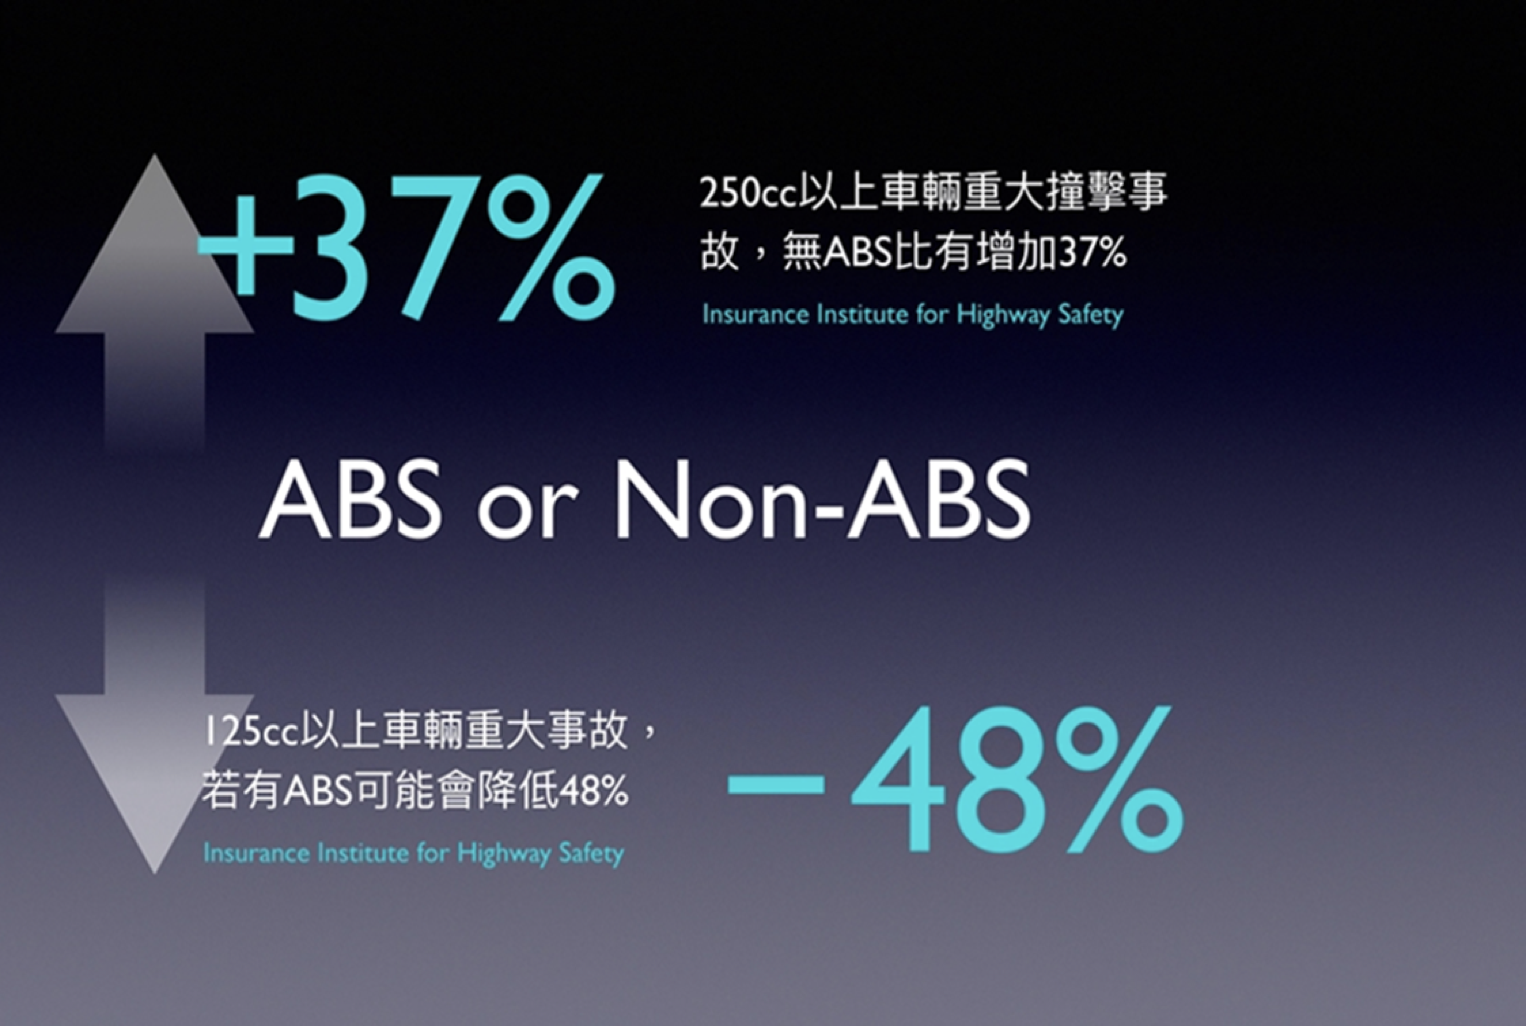 +37%
250cc以上車輛重大撞擊事
故，無ABS比有增加37%
Insurance Institute for Highway Safety
ABS or Non-ABS
125cc以上車輛重大事故，
若有ABS可能會降低48%
Insurance Institute for Highway Safety
－48%